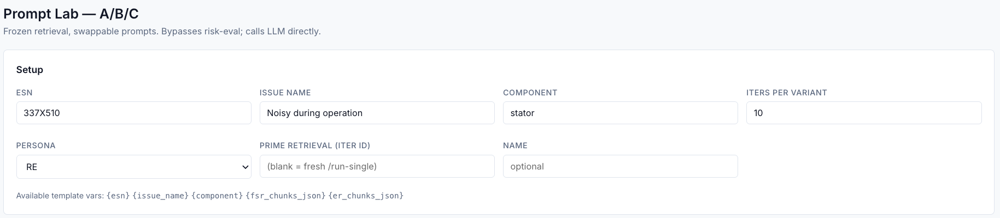 Prompt Lab — A/B/C
Frozen retrieval, swappable prompts. Bypasses risk-eval; calls LLM directly.
Setup
ESN
ISSUE NAME
COMPONENT
ITERS PER VARIANT
337X510
Noisy during operation
stator
10
PERSONA
PRIME RETRIEVAL (ITER ID)
NAME
RE
(blank = fresh /run-single)
optional
Available template vars: {esn} {issue_name} {component} {fsr_chunks_json} {er_chunks_json}